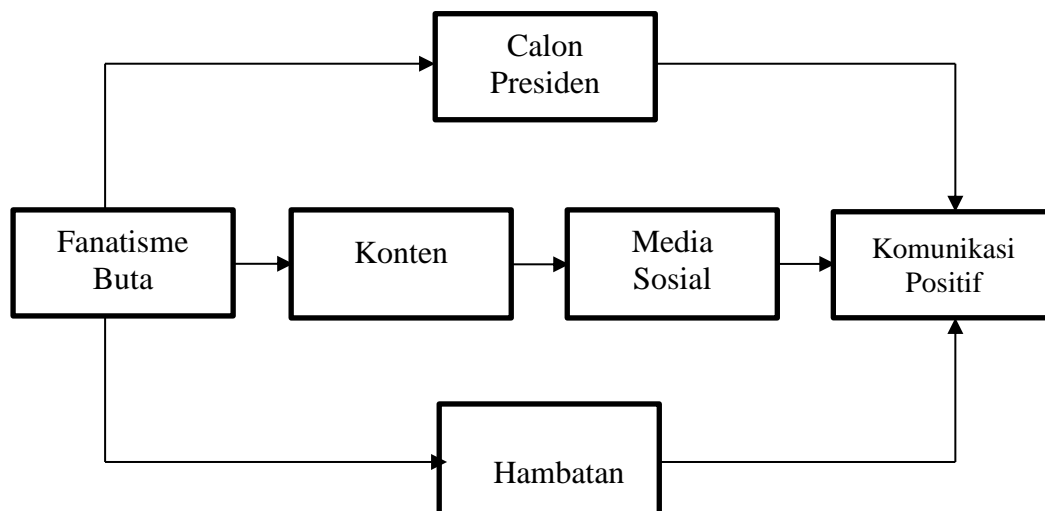 Calon
Presiden
Fanatisme
Buta
Konten
Media
Sosial
Komunikasi
Positif
Hambatan